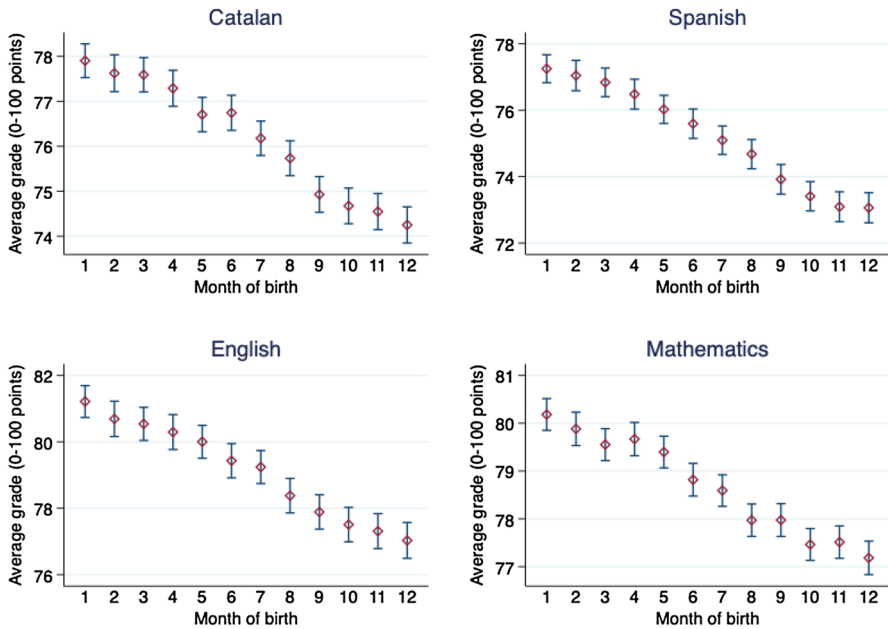 Catalan
Average grade (0-100 points)
78
77
76
75
74
1 2 3 4 5 6 7 8 9 10 11 12
Month of birth
Spanish
Average grade (0-100 points)
78
76
74
72
1 2 3 4 5 6 7 8 9 10 11 12
Month of birth
English
Average grade (0-100 points)
82
80
78
76
1 2 3 4 5 6 7 8 9 10 11 12
Month of birth
Mathematics
Average grade (0-100 points)
81
80
79
78
77
1 2 3 4 5 6 7 8 9 10 11 12
Month of birth